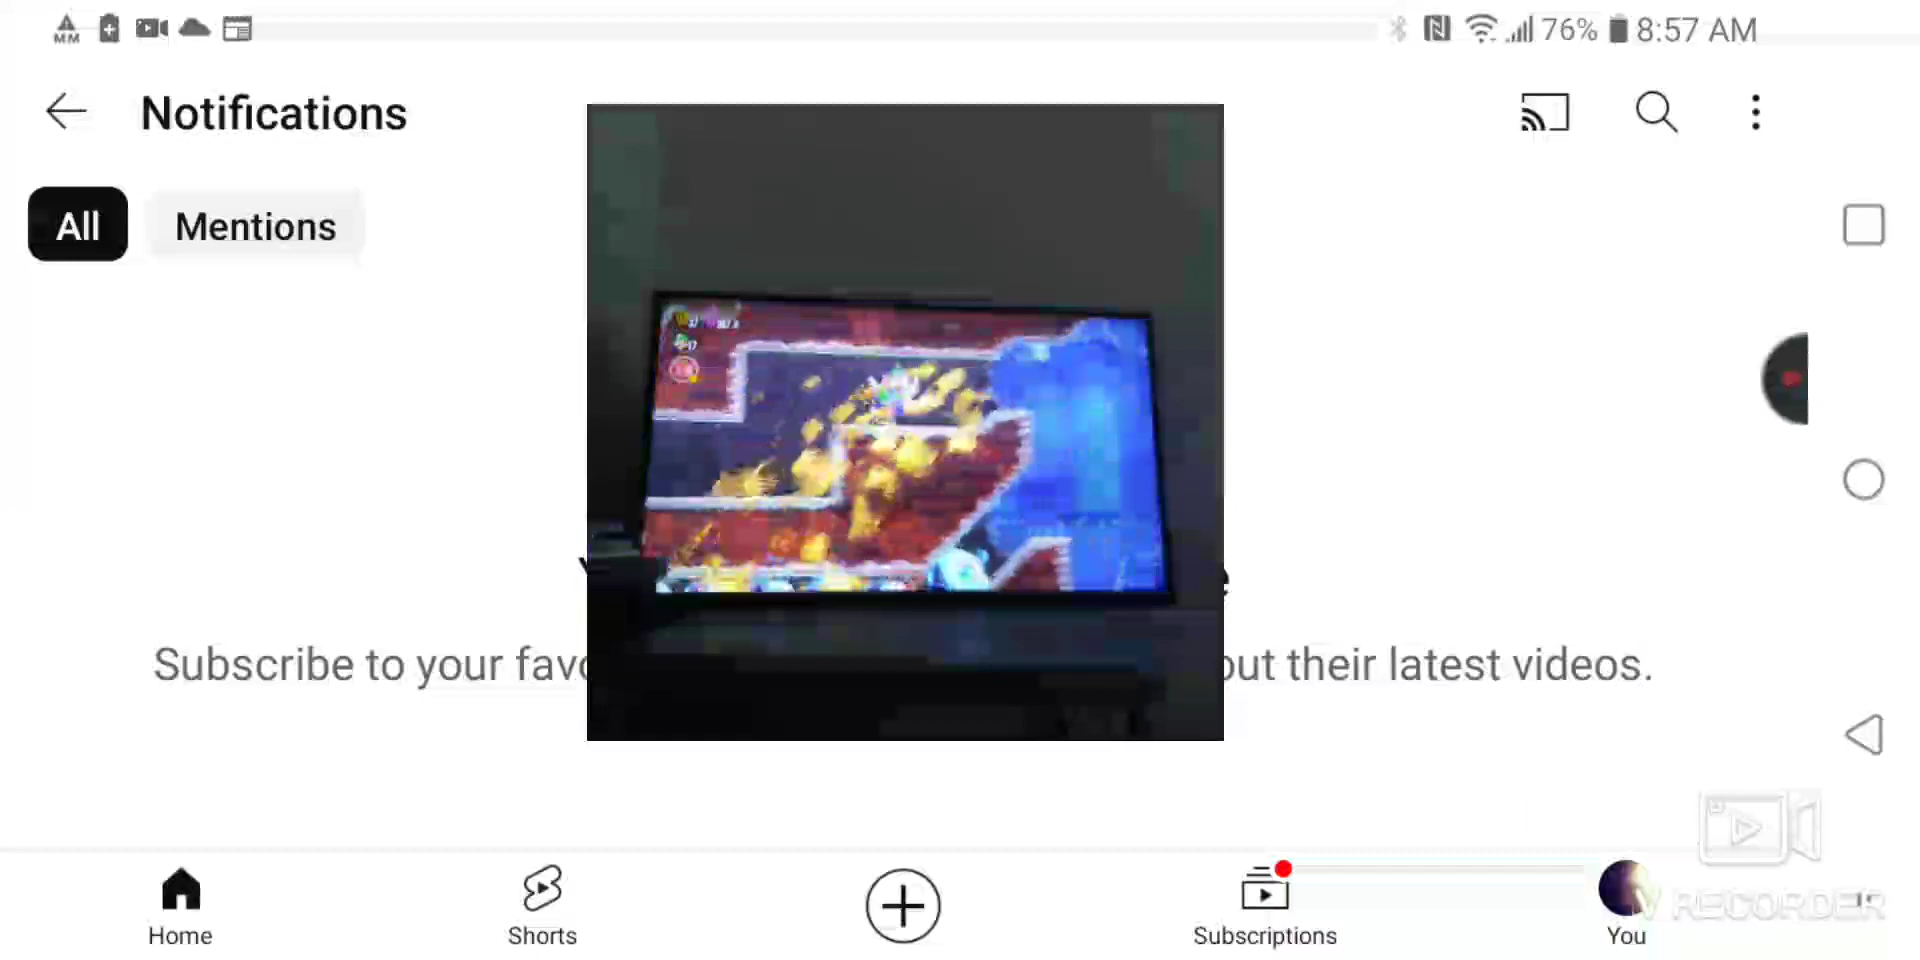 MM 76% 8:57 AM
Notifications
All Mentions
Subscribe to your out their latest videos.
Home Shorts Subscriptions You
RECORDER